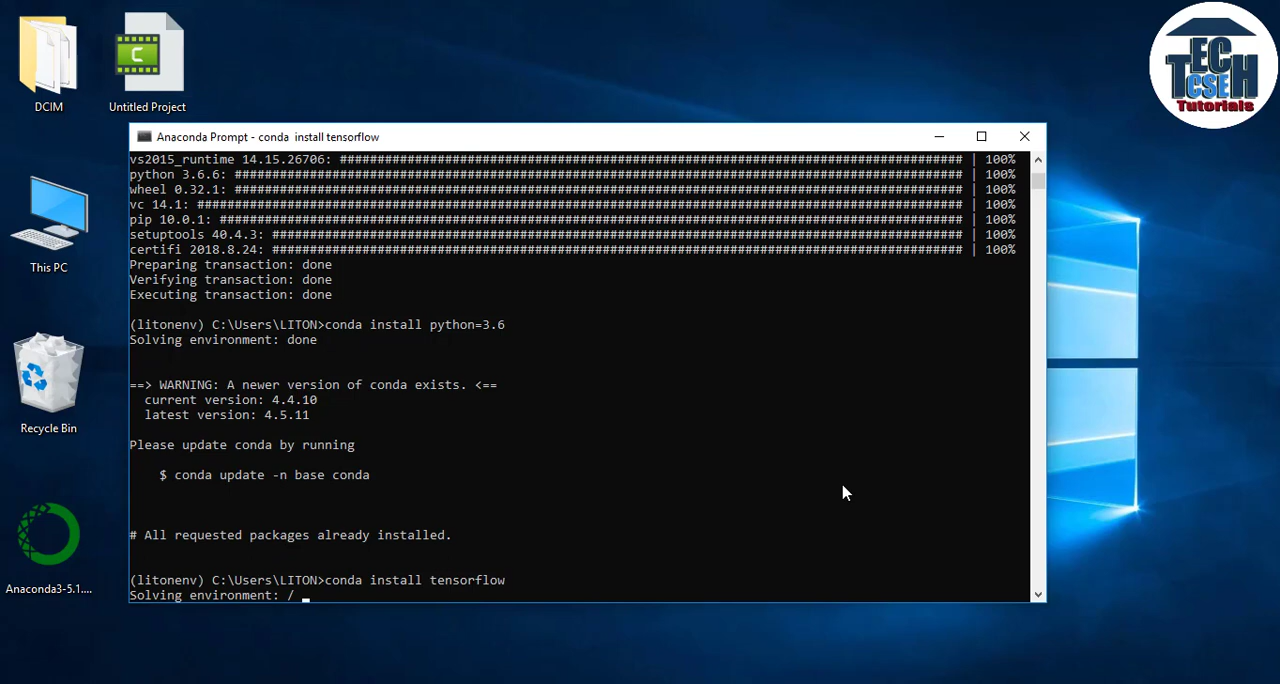 DCIM
Untitled Project
This PC
Recycle Bin
Anaconda3-5.1....
TECH
CSE
Tutorials
Anaconda Prompt - conda  install tensorflow
vs2015_runtime 14.15.26706: ################################################################################### | 100%
python 3.6.6: ################################################################################################# | 100%
wheel 0.32.1: ################################################################################################# | 100%
vc 14.1: ###################################################################################################### | 100%
pip 10.0.1: ################################################################################################### | 100%
setuptools 40.4.3: ############################################################################################ | 100%
certifi 2018.8.24: ############################################################################################ | 100%
Preparing transaction: done
Verifying transaction: done
Executing transaction: done
(litonenv) C:\Users\LITON>conda install python=3.6
Solving environment: done
==> WARNING: A newer version of conda exists. <==
current version: 4.4.10
latest version: 4.5.11
Please update conda by running
$ conda update -n base conda
# All requested packages already installed.
(litonenv) C:\Users\LITON>conda install tensorflow
Solving environment: / _